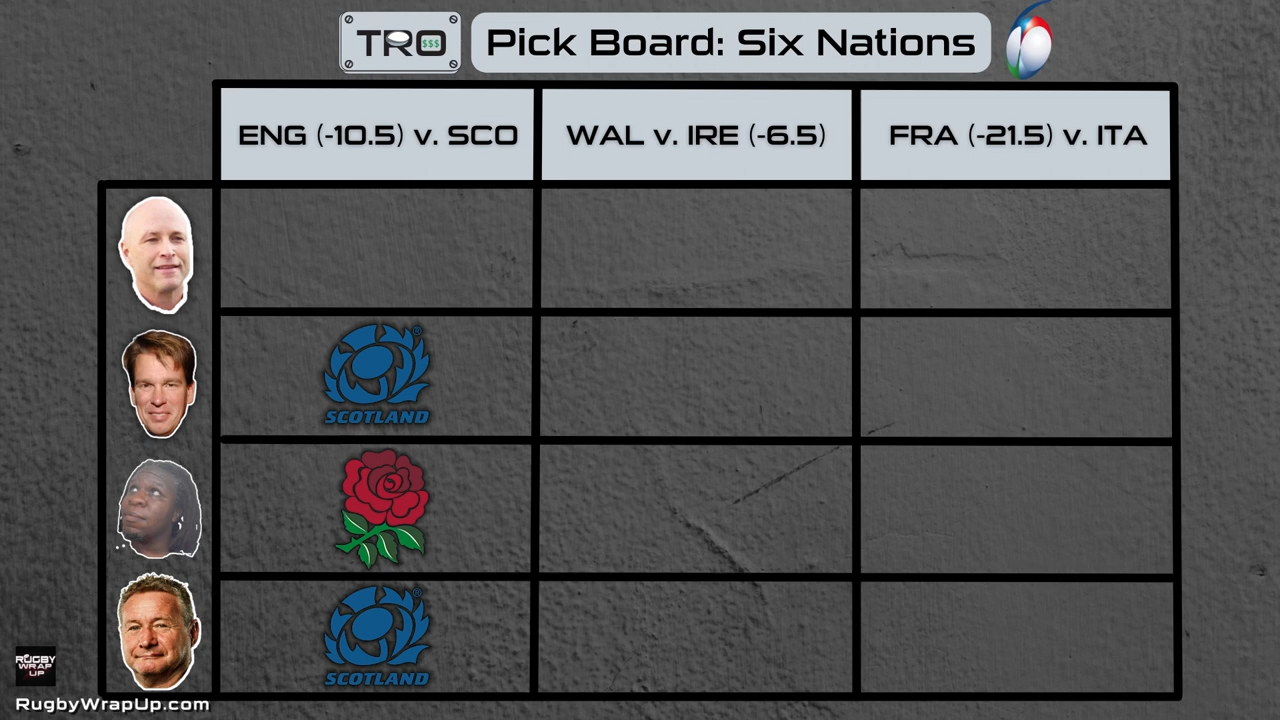 TRO
$$$
Pick Board: Six Nations
ENG (-10.5) v. SCO
WAL v. IRE (-6.5)
FRA (-21.5) v. ITA
®
SCOTLAND
®
SCOTLAND
RUGBY
WRAP
UP
RugbyWrapUp.com